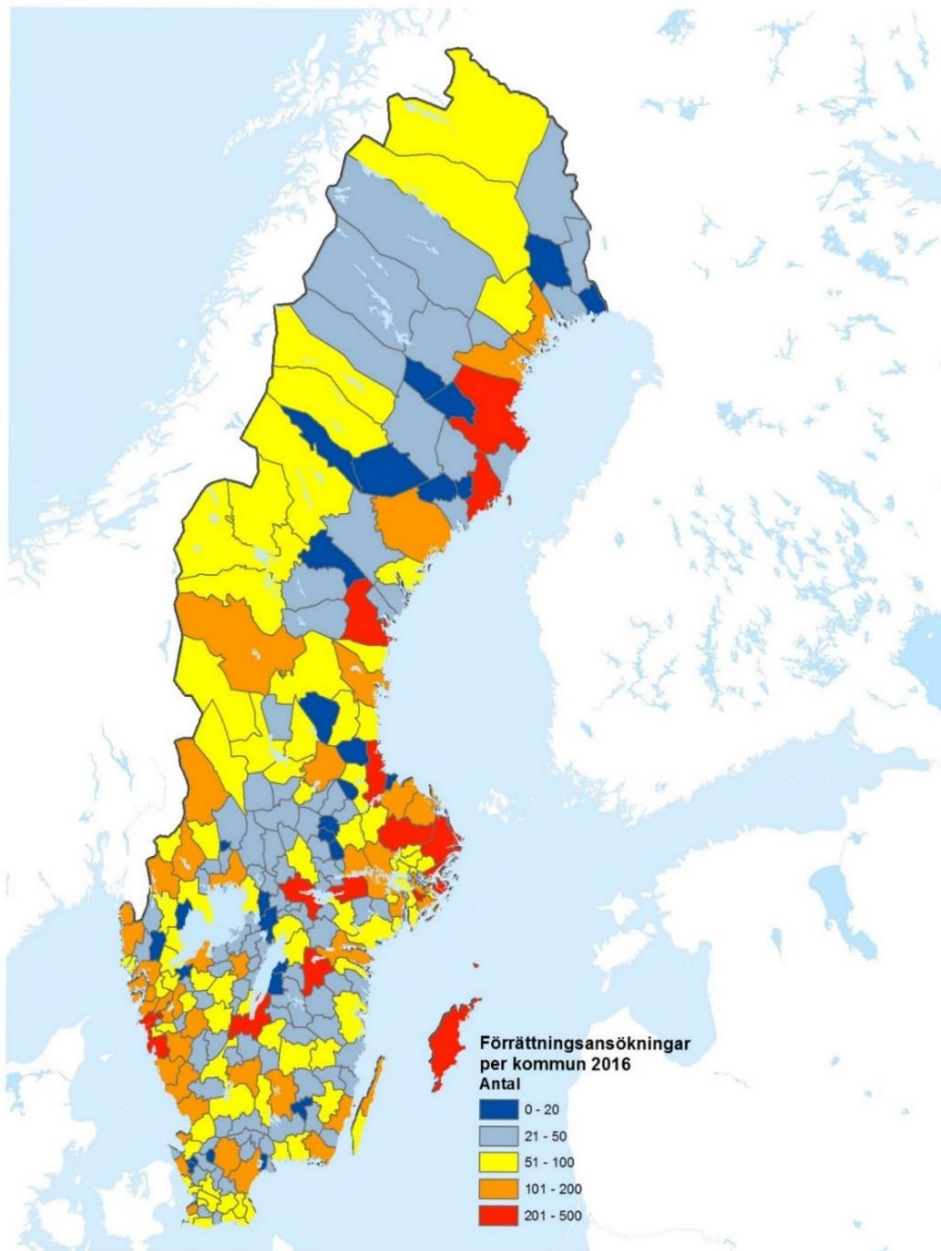 Förrättningsansökningar
per kommun 2016
Antal
0 - 20
21 - 50
51 - 100
101 - 200
201 - 500